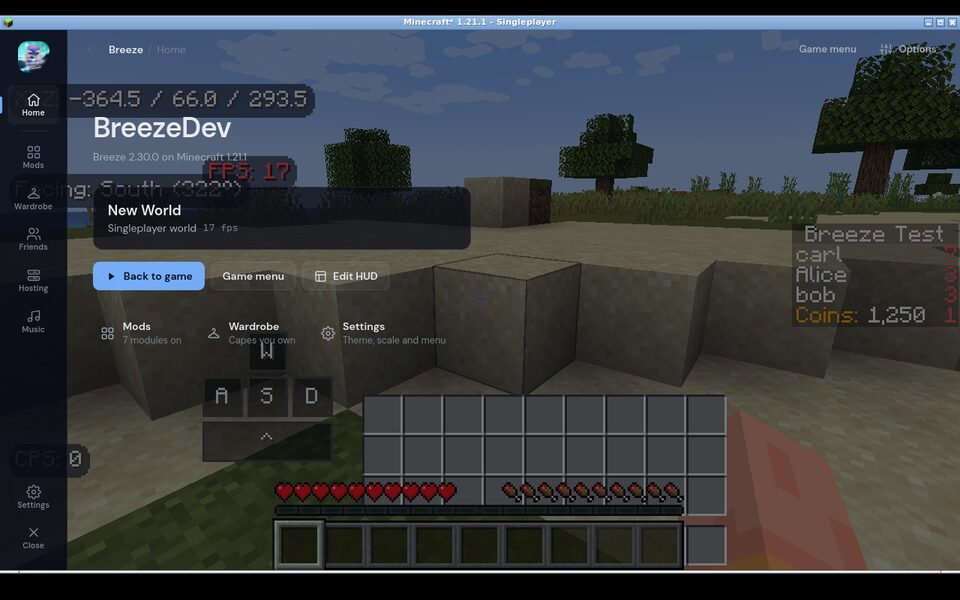 Minecraft* 1.21.1 - Singleplayer
Breeze / Home
Game menu
Options
Home
-364.5 / 66.0 / 293.5
BreezeDev
Breeze 2.30.0 on Minecraft 1.21.1
FPS: 17
Mods
Facing: South (322°)
Wardrobe
New World
Singleplayer world 17 fps
Friends
Breeze Test
carl
Alice
bob 3
Coins: 1,250 1
Hosting
Back to game
Game menu
Edit HUD
Music
Mods
7 modules on
Wardrobe
Capes you own
Settings
Theme, scale and menu
W
A S D
CPS: 0
Settings
Close